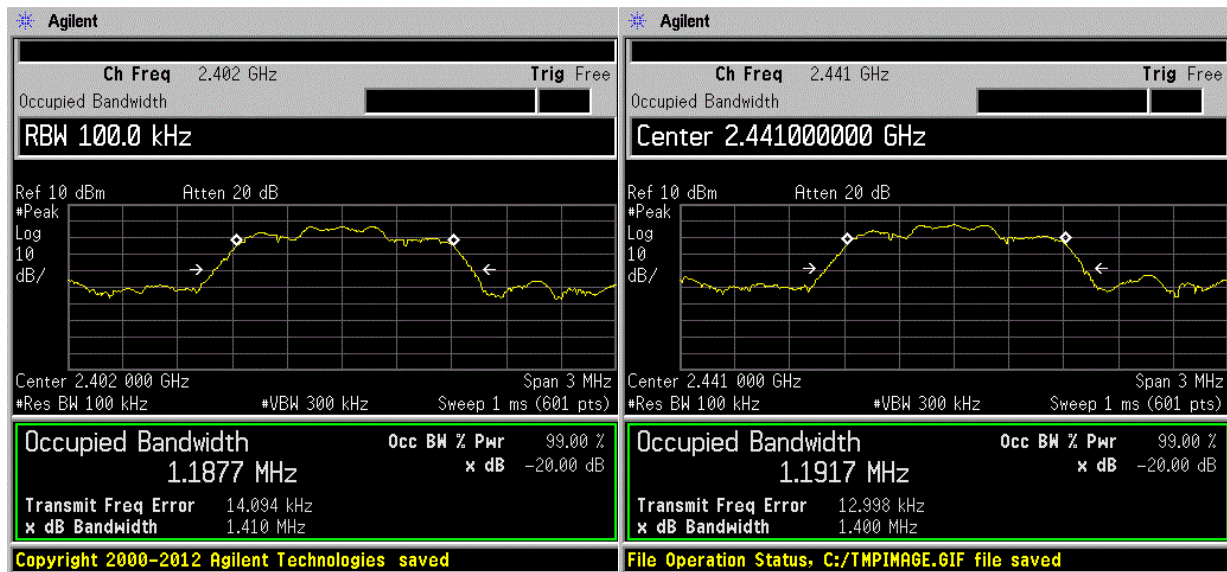 Agilent
Ch Freq 2.402 GHz Trig Free
Occupied Bandwidth
RBW 100.0 kHz
Ref 10 dBm Atten 20 dB
#Peak
Log
10
dB/
Center 2.402 000 GHz Span 3 MHz
#Res BW 100 kHz #VBW 300 kHz Sweep 1 ms (601 pts)
Occupied Bandwidth Occ BW % Pwr 99.00 %
1.1877 MHz x dB -20.00 dB
Transmit Freq Error 14.094 kHz
x dB Bandwidth 1.410 MHz
Copyright 2000-2012 Agilent Technologies saved
Agilent
Ch Freq 2.441 GHz Trig Free
Occupied Bandwidth
Center 2.441000000 GHz
Ref 10 dBm Atten 20 dB
#Peak
Log
10
dB/
Center 2.441 000 GHz Span 3 MHz
#Res BW 100 kHz #VBW 300 kHz Sweep 1 ms (601 pts)
Occupied Bandwidth Occ BW % Pwr 99.00 %
1.1917 MHz x dB -20.00 dB
Transmit Freq Error 12.998 kHz
x dB Bandwidth 1.400 MHz
File Operation Status, C:/TMPIMAGE.GIF file saved